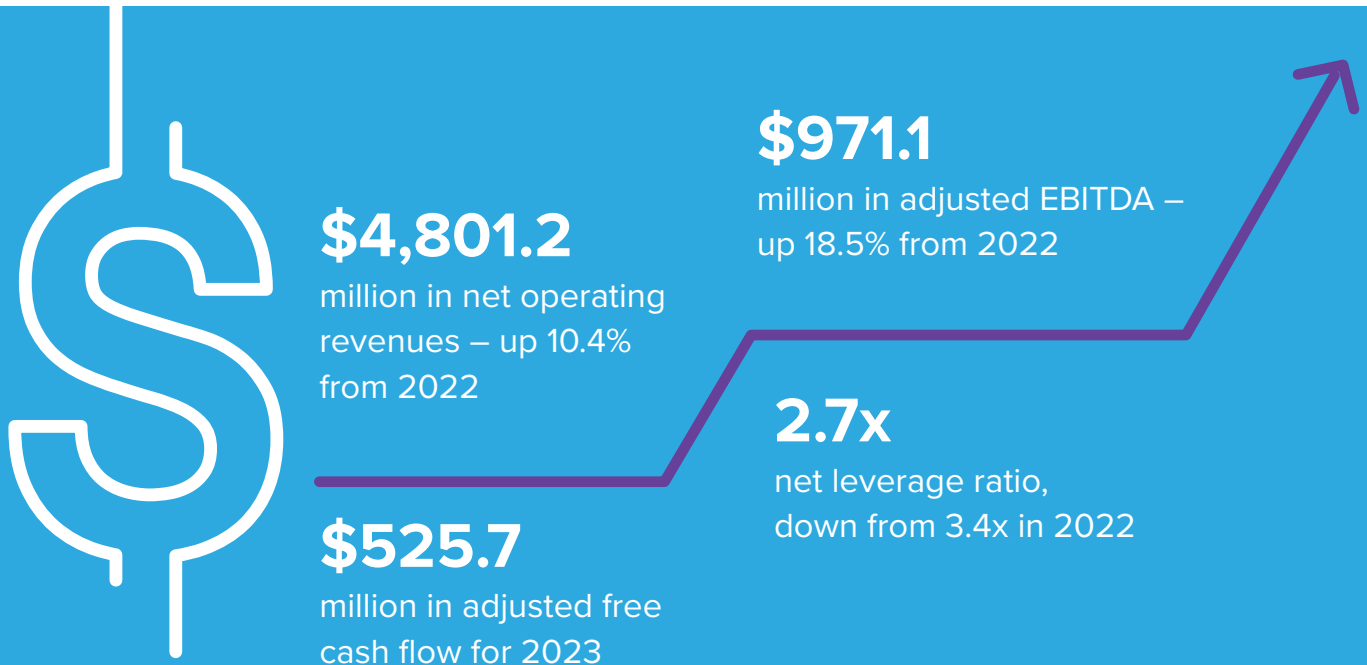 $4,801.2
million in net operating
revenues – up 10.4%
from 2022
$525.7
million in adjusted free
cash flow for 2023
$971.1
million in adjusted EBITDA –
up 18.5% from 2022
2.7x
net leverage ratio,
down from 3.4x in 2022